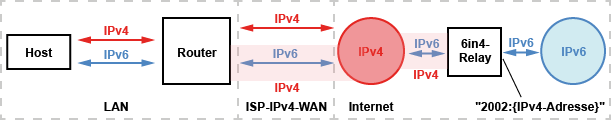 Host
IPv4
IPv6
Router
IPv4
IPv6
IPv4
IPv4
IPv6
IPv4
6in4-
Relay
IPv6
IPv6
LAN
ISP-IPv4-WAN
Internet
"2002:{IPv4-Adresse}"